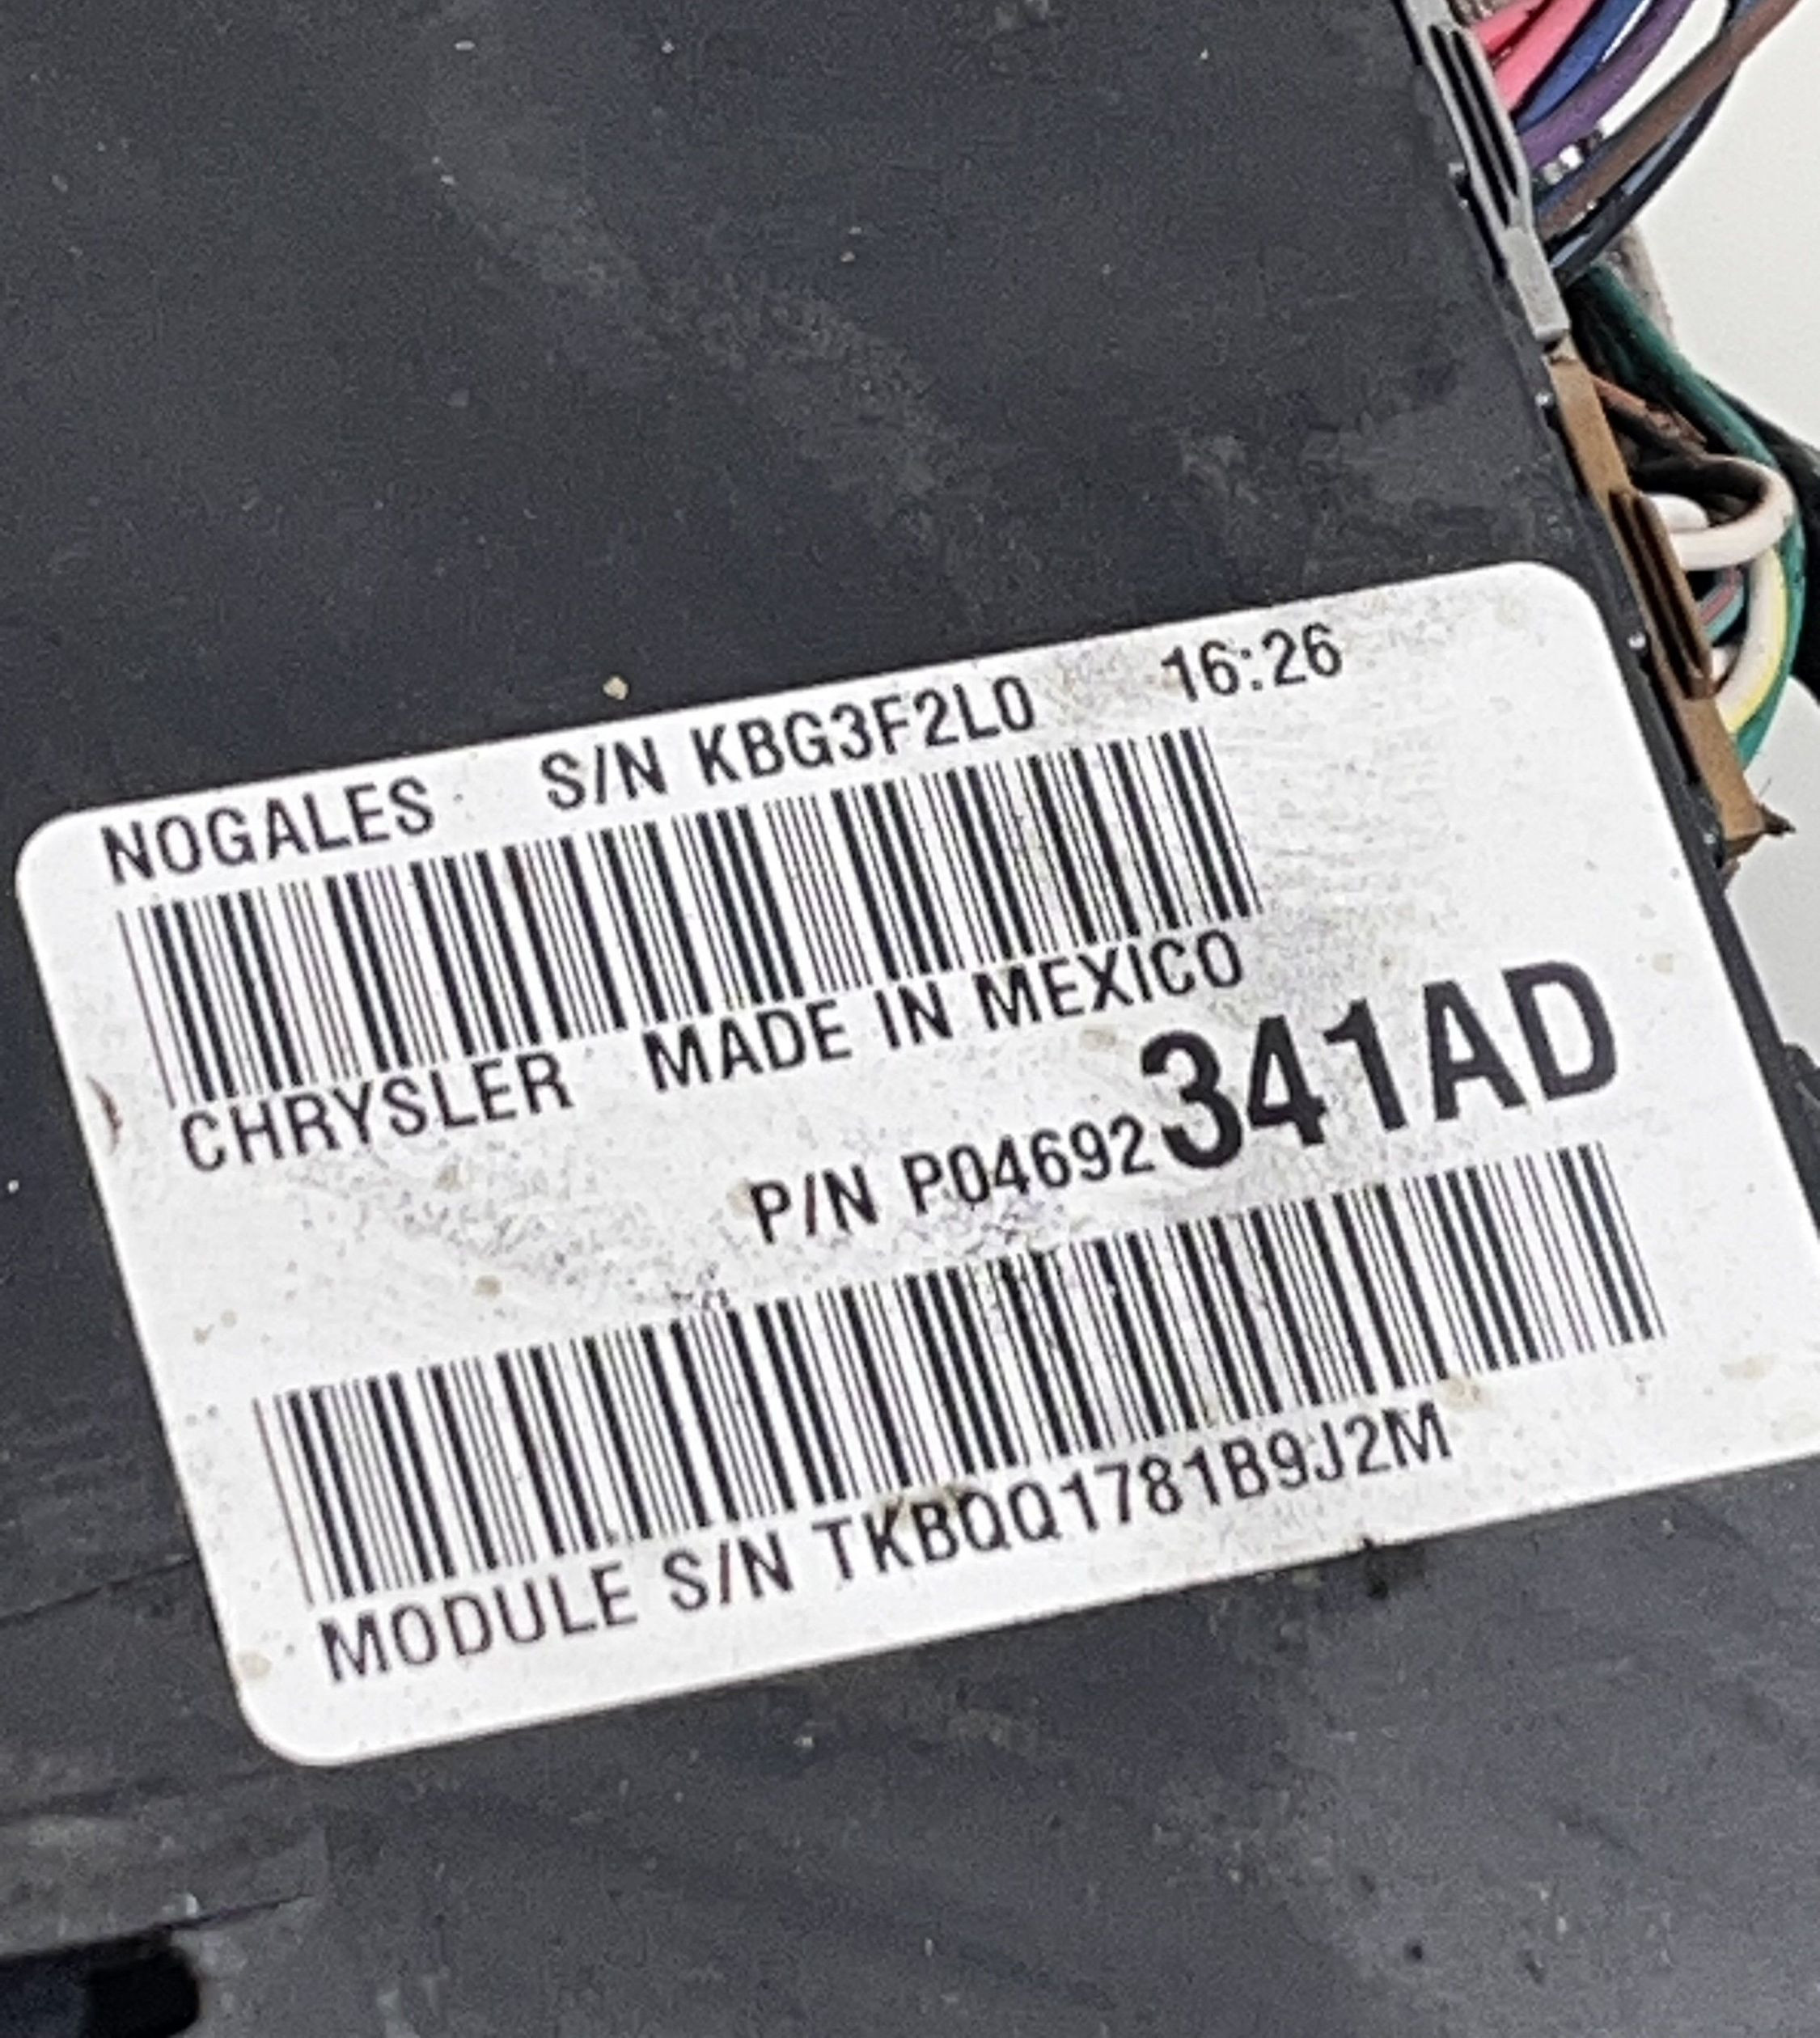 NOGALES S/N KBG3F2L0 16:26
CHRYSLER MADE IN MEXICO
P/N P04692341AD
MODULE S/N TKBQQ1781B9J2M